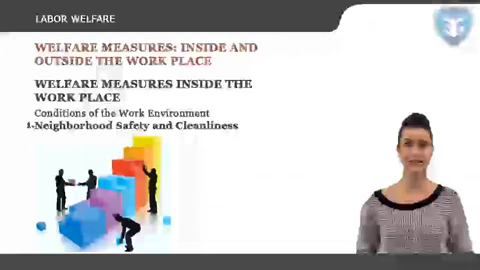 LABOR WELFARE
WELFARE MEASURES: INSIDE AND
OUTSIDE THE WORK PLACE
WELFARE MEASURES INSIDE THE
WORK PLACE
Conditions of the Work Environment
1-Neighborhood Safety and Cleanliness